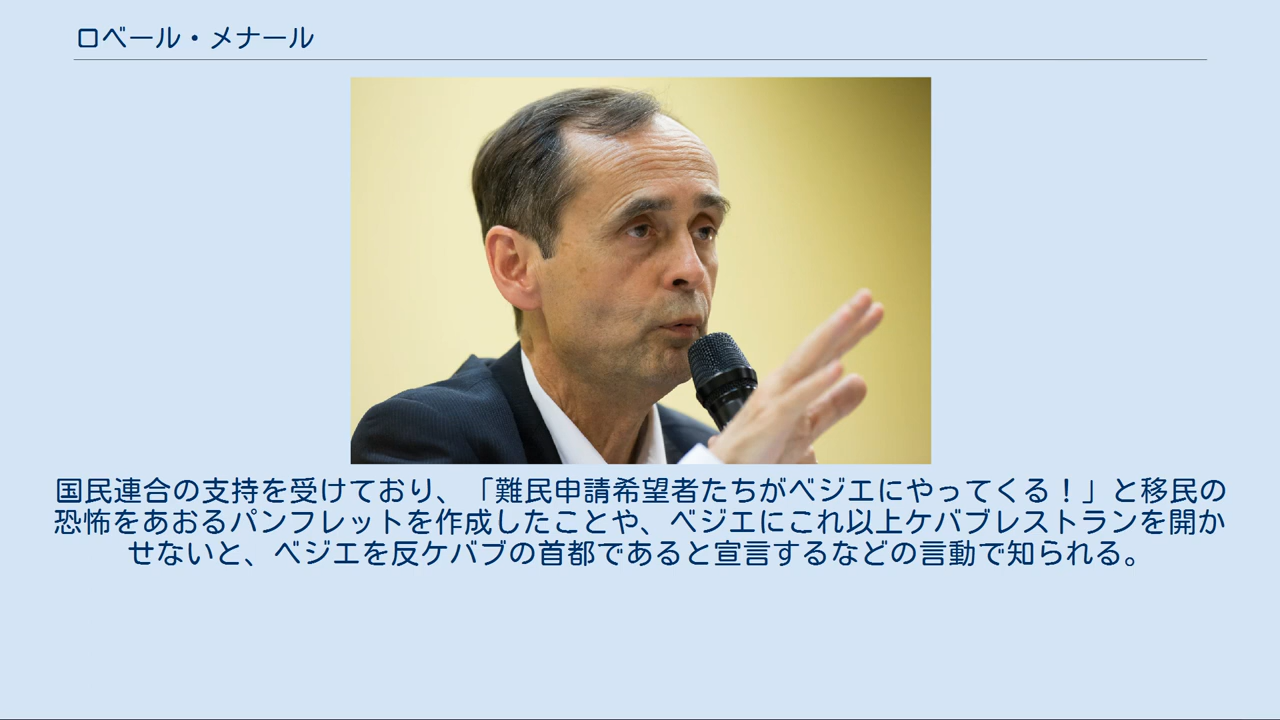 ロベール・メナール
国民連合の支持を受けており、「難民申請希望者たちがベジエにやってくる！」と移民の
恐怖をあおるパンフレットを作成したことや、ベジエにこれ以上ケバブレストランを開か
せないと、ベジエを反ケバブの首都であると宣言するなどの言動で知られる。